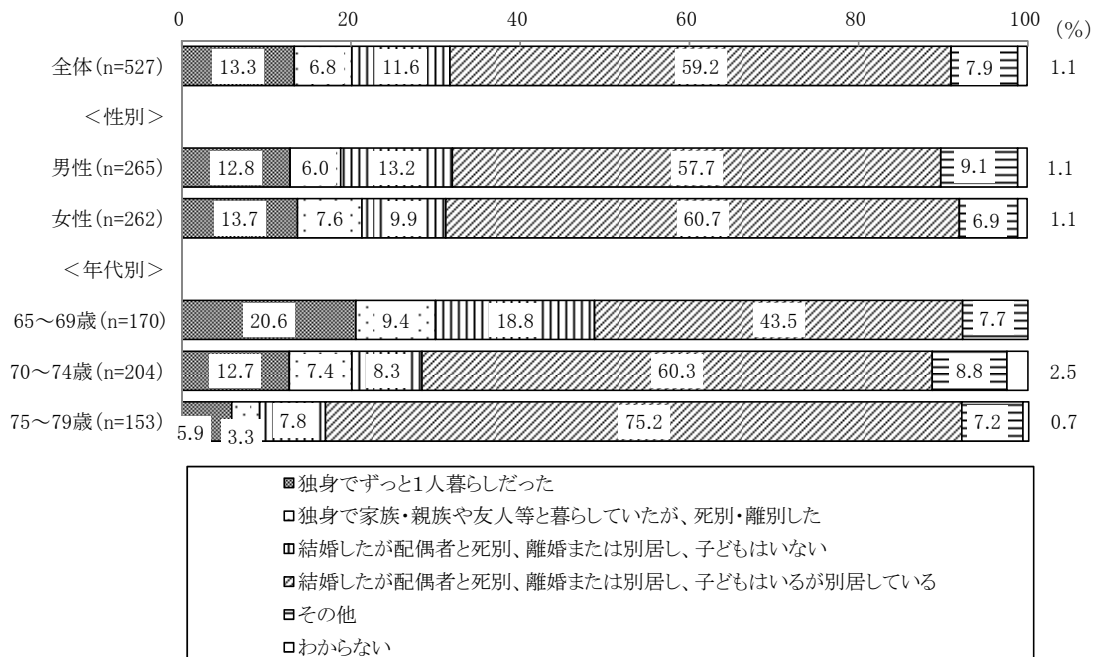 0 20 40 60 80 100
(%)
全体(n=527) 13.3 6.8 11.6 59.2 7.9 1.1
＜性別＞
男性(n=265) 12.8 6.0 13.2 57.7 9.1 1.1
女性(n=262) 13.7 7.6 9.9 60.7 6.9 1.1
＜年代別＞
65～69歳(n=170) 20.6 9.4 18.8 43.5 7.7
70～74歳(n=204) 12.7 7.4 8.3 60.3 8.8 2.5
75～79歳(n=153) 5.9 3.3 7.8 75.2 7.2 0.7
独身でずっと1人暮らしだった
独身で家族・親族や友人等と暮らしていたが、死別・離別した
結婚したが配偶者と死別、離婚または別居し、子どもはいない
結婚したが配偶者と死別、離婚または別居し、子どもはいるが別居している
その他
わからない